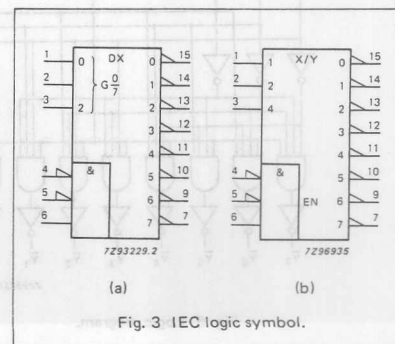 DX
X/Y
1 0 0 15
2 G 0/7 1 14
3 2 2 13
3 12
4 11
4 & 5 10
5 6 9
6 7 7
7Z93229.2
1 1 0 15
2 2 1 14
3 4 2 13
3 12
4 11
4 & 5 10
5 EN 6 9
6 7 7
7Z96935
(a)
(b)
Fig. 3 IEC logic symbol.